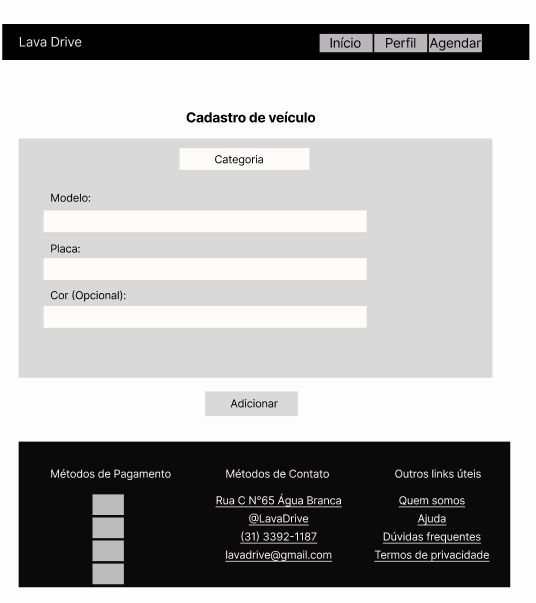 Lava Drive
Início Perfil Agendar
Cadastro de veículo
Categoria
Modelo:
Placa:
Cor (Opcional):
Adicionar
Métodos de Pagamento
Métodos de Contato
Rua C N°65 Água Branca
@LavaDrive
(31) 3392-1187
lavadrive@gmail.com
Outros links úteis
Quem somos
Ajuda
Dúvidas frequentes
Termos de privacidade